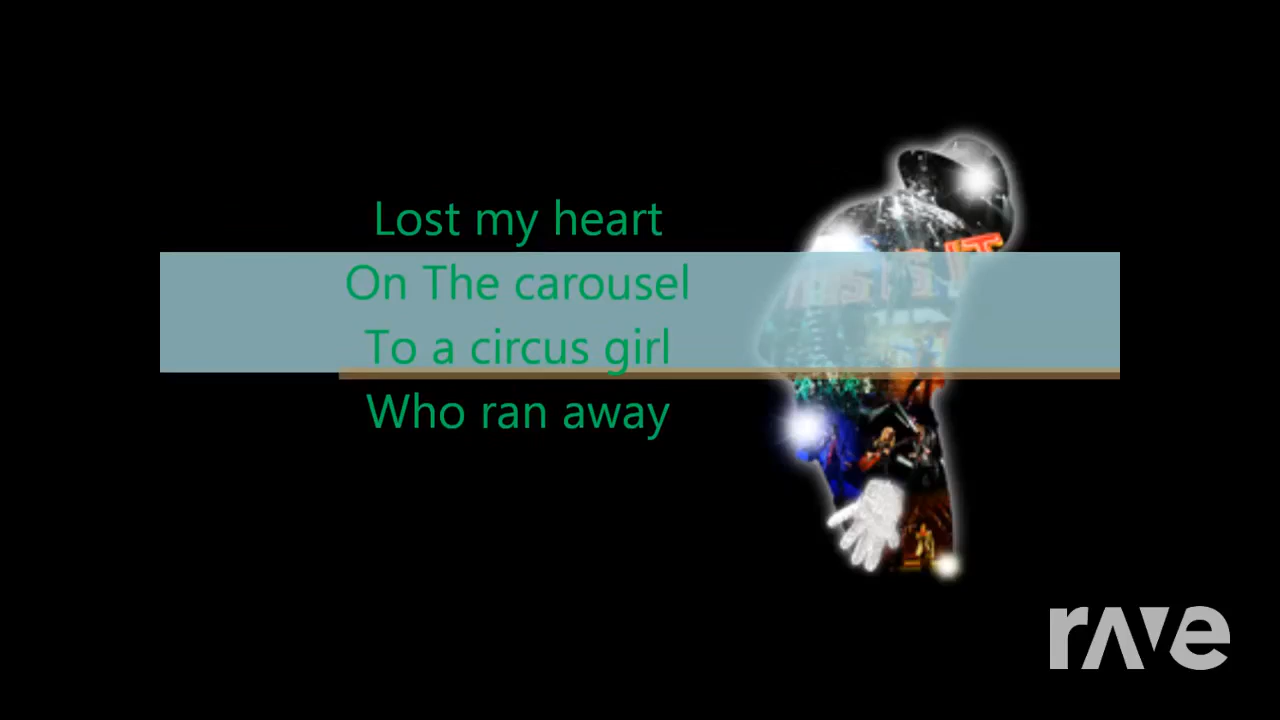 Lost my heart
On The carousel
To a circus girl
Who ran away
rave